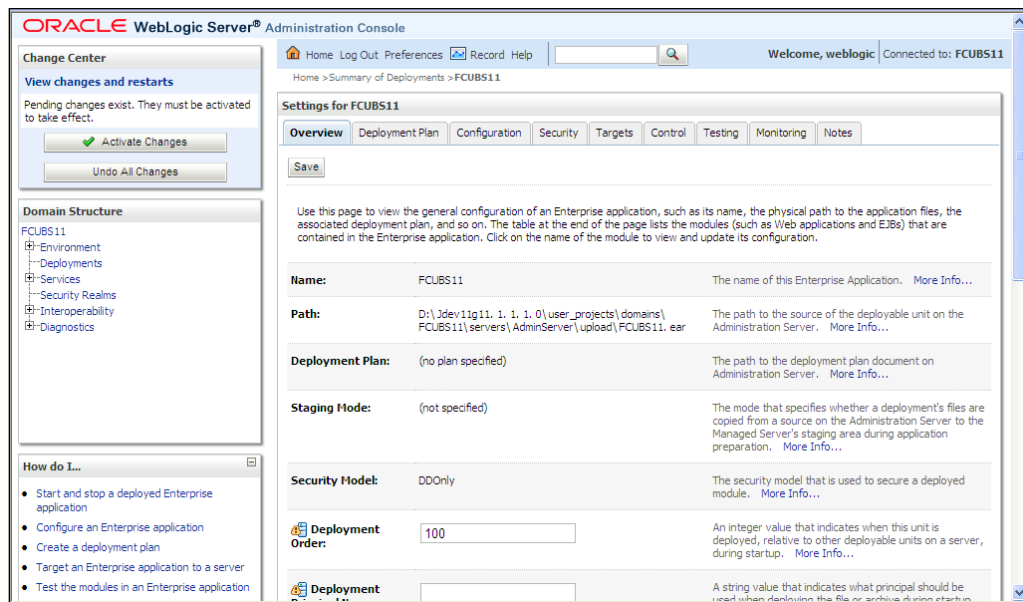 ORACLE WebLogic Server® Administration Console
Change Center
View changes and restarts
Pending changes exist. They must be activated
to take effect.
Activate Changes
Undo All Changes
Domain Structure
FCUBS11
Environment
Deployments
Services
Security Realms
Interoperability
Diagnostics
How do I...
Start and stop a deployed Enterprise
application
Configure an Enterprise application
Create a deployment plan
Target an Enterprise application to a server
Test the modules in an Enterprise application
Home Log Out Preferences Record Help
Welcome, weblogic Connected to: FCUBS11
Home >Summary of Deployments >FCUBS11
Settings for FCUBS11
Overview Deployment Plan Configuration Security Targets Control Testing Monitoring Notes
Save
Use this page to view the general configuration of an Enterprise application, such as its name, the physical path to the application files, the
associated deployment plan, and so on. The table at the end of the page lists the modules (such as Web applications and EJBs) that are
contained in the Enterprise application. Click on the name of the module to view and update its configuration.
Name: FCUBS11 The name of this Enterprise Application. More Info...
Path: D:\Jdev11g11. 1. 1. 1. 0\user_projects\domains\ The path to the source of the deployable unit on the
FCUBS11\servers\AdminServer\upload\FCUBS11. ear Administration Server. More Info...
Deployment Plan: (no plan specified) The path to the deployment plan document on
Administration Server. More Info...
Staging Mode: (not specified) The mode that specifies whether a deployment's files are
copied from a source on the Administration Server to the
Managed Server's staging area during application
preparation. More Info...
Security Model: DDOnly The security model that is used to secure a deployed
module. More Info...
Deployment 100 An integer value that indicates when this unit is
Order: deployed, relative to other deployable units on a server,
during startup. More Info...
Deployment A string value that indicates what principal should be
used when deploying the file or archive during startup